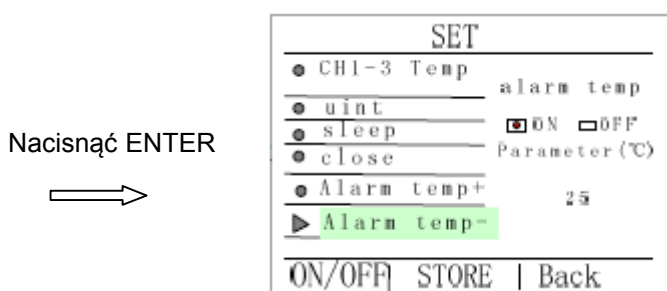 Nacisnąć ENTER
SET
CH1-3 Temp
uint
sleep
close
Alarm temp+
Alarm temp-
alarm temp
ON OFF
Parameter(℃)
25
ON/OFF STORE | Back